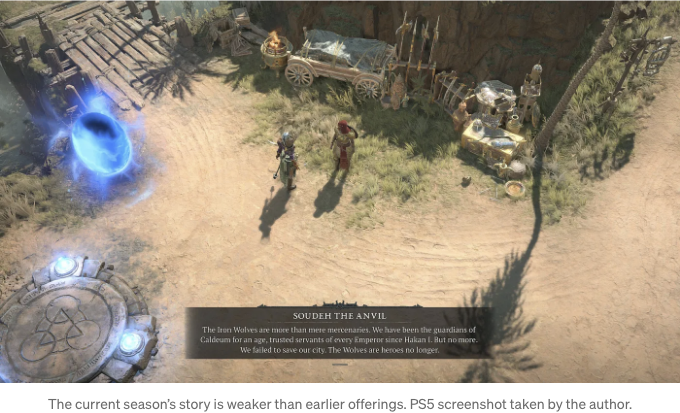 SOUDEH THE ANVIL
The Iron Wolves are more than mere mercenaries. We have been the guardians of
Caldeum for an age, trusted servants of every Emperor since Hakan I. But no more.
We failed to save our city. The Wolves are heroes no longer.
The current season's story is weaker than earlier offerings. PS5 screenshot taken by the author.